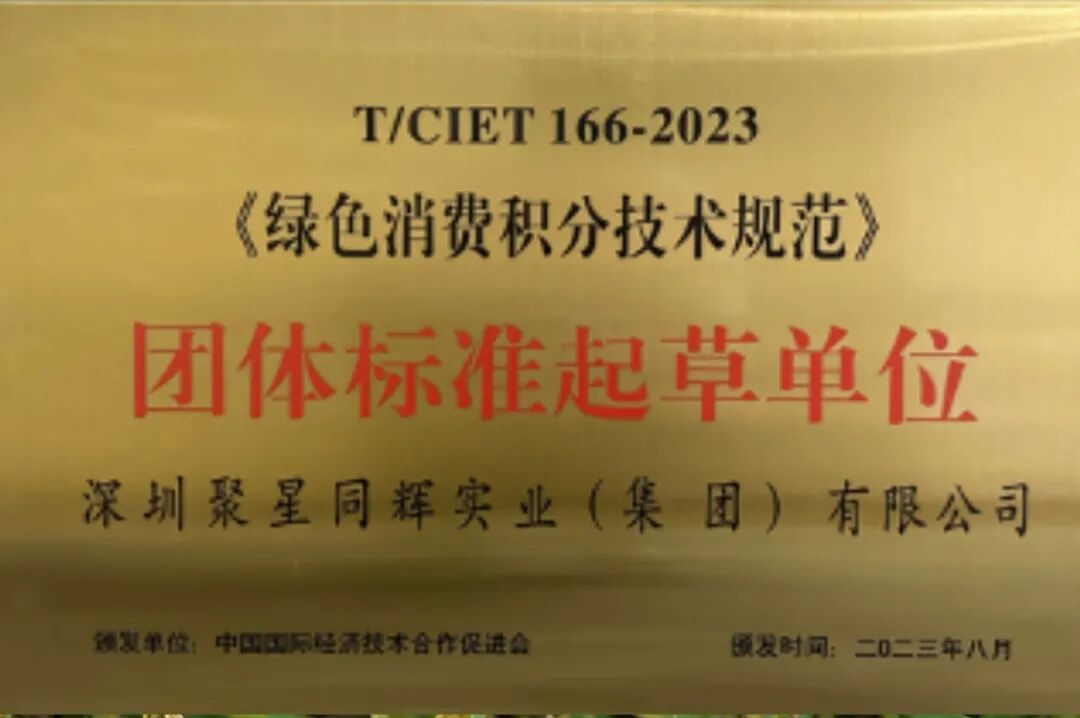 T/CIET 166-2023
《绿色消费积分技术规范》
团体标准起草单位
深圳聚星同辉实业（集 团）有限公司
颁发单位：中国国际经济技术合作促进会
颁发时间：二〇二三年八月